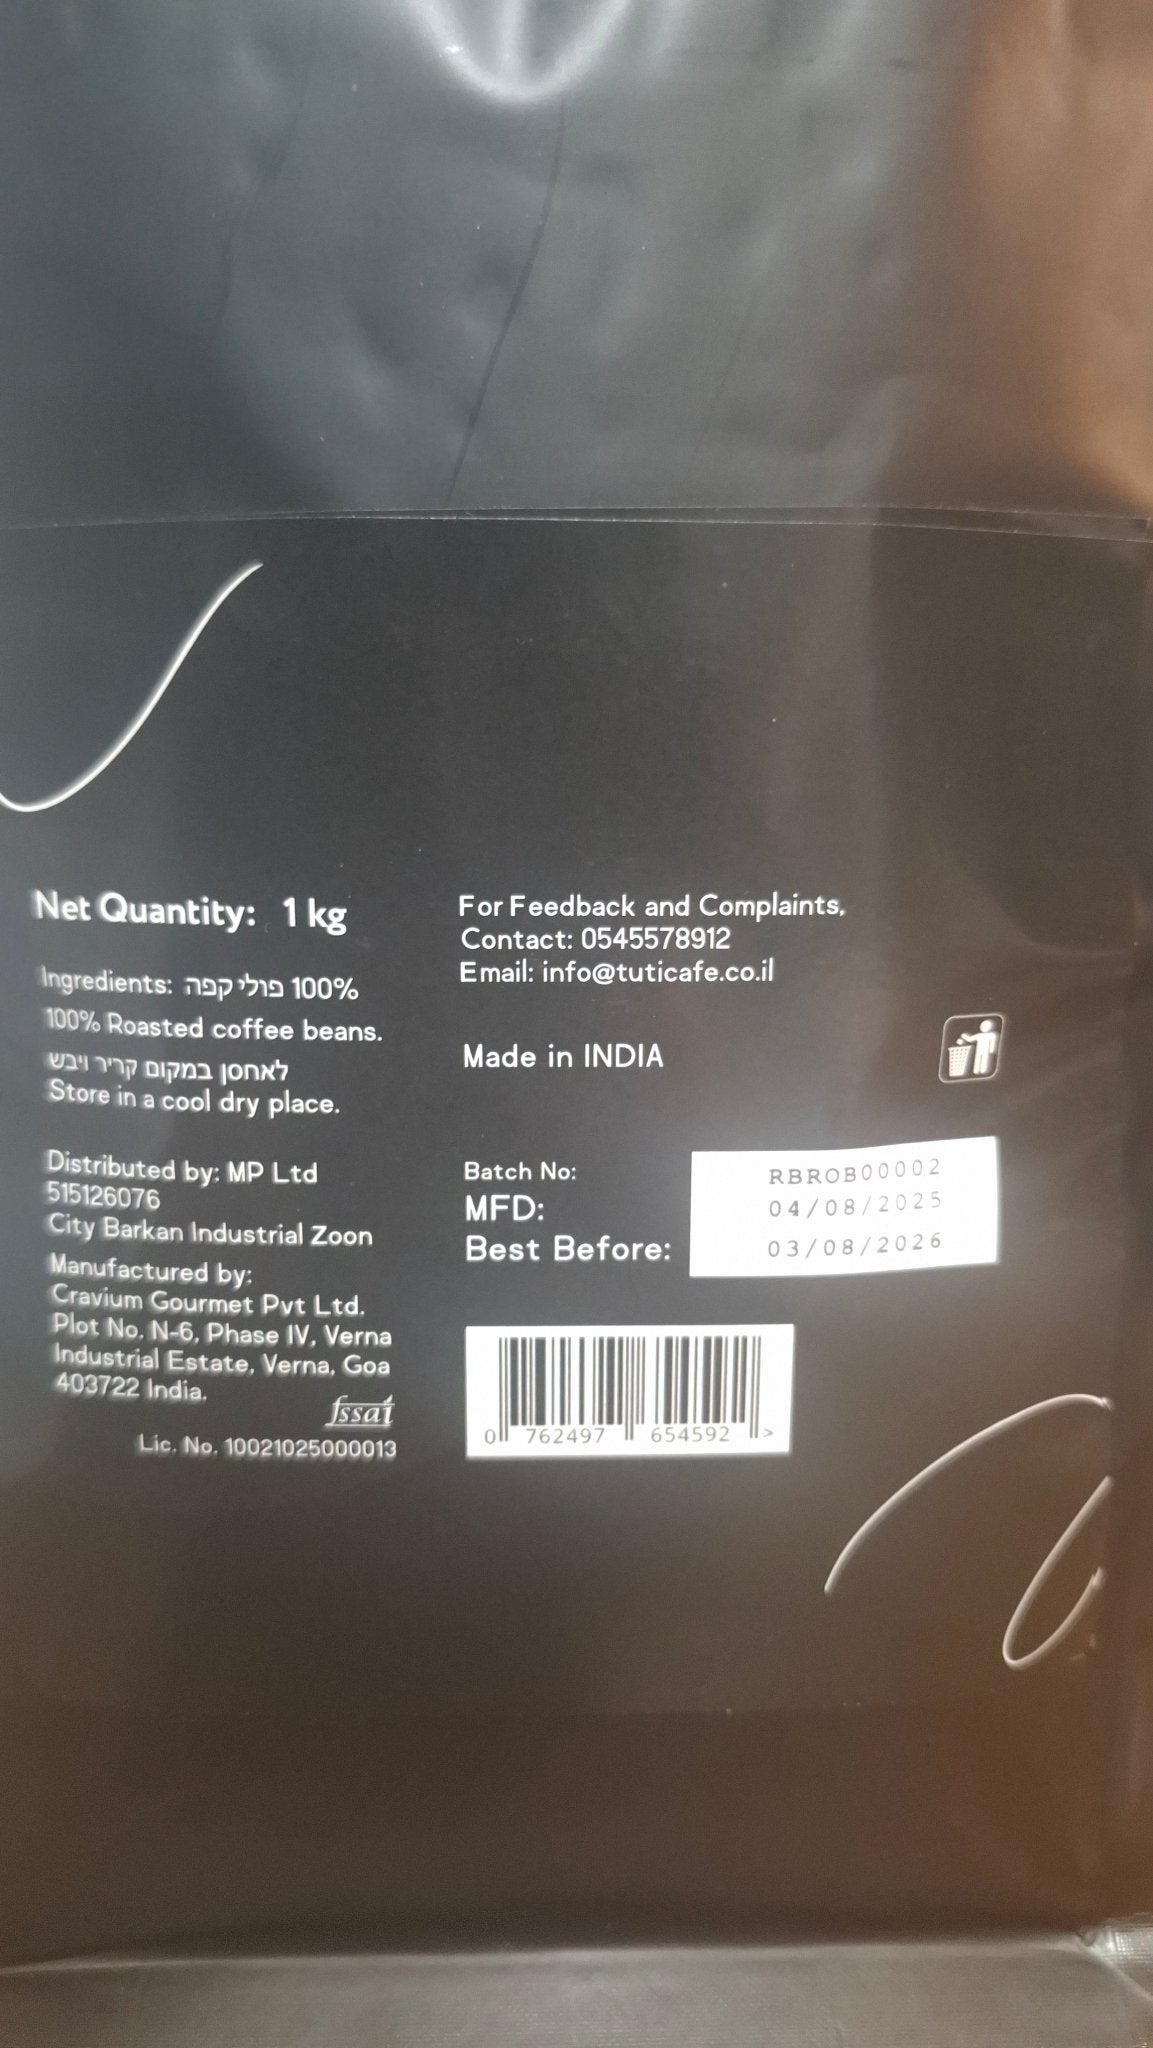 Net Quantity: 1 kg
Ingredients: 100% פולי קפה
100% Roasted coffee beans.
לאחסן במקום קריר ויבש
Store in a cool dry place.
Distributed by: MP Ltd
515126076
City Barkan Industrial Zoon
Manufactured by:
Cravium Gourmet Pvt Ltd.
Plot No. N-6, Phase IV, Verna
Industrial Estate, Verna, Goa
403722 India.
fssai
Lic. No. 10021025000013
For Feedback and Complaints,
Contact: 0545578912
Email: info@tuticafe.co.il
Made in INDIA
Batch No: RBROB00002
MFD: 04/08/2025
Best Before: 03/08/2026
0 762497 654592 >